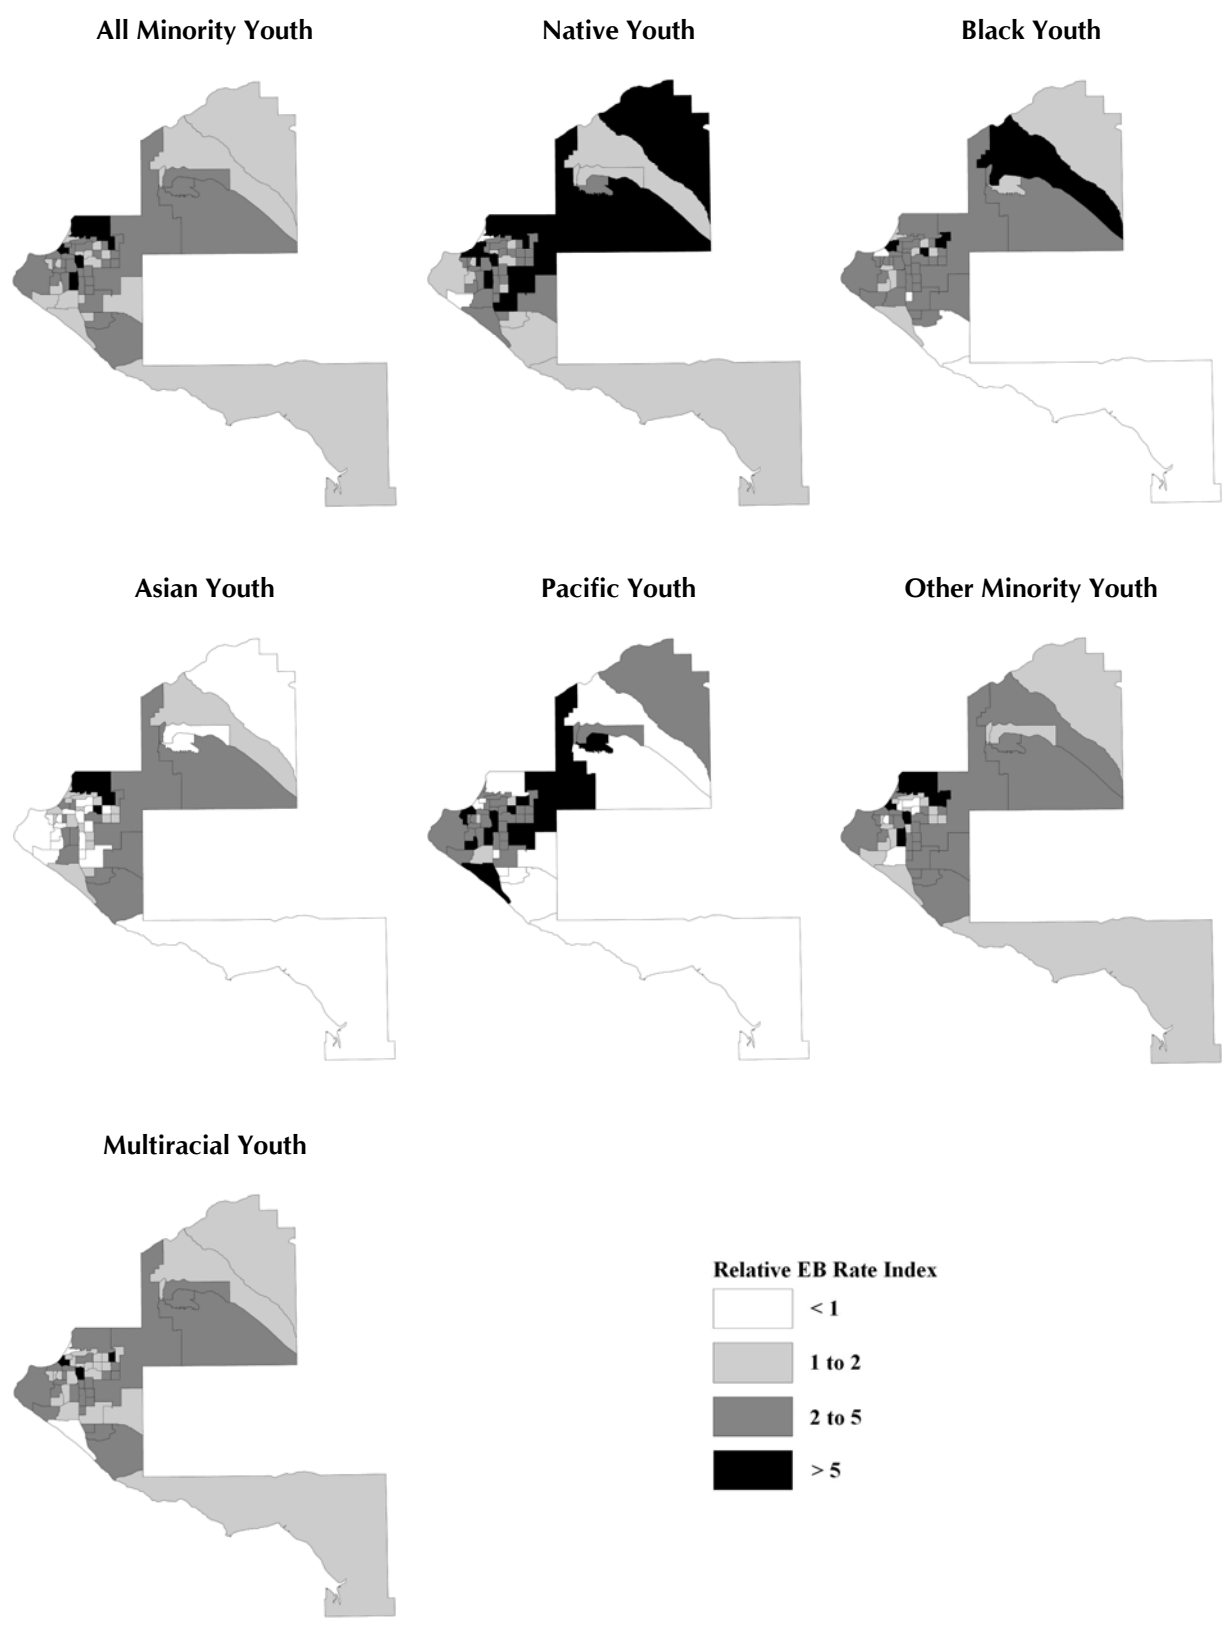 All Minority Youth
Native Youth
Black Youth
Asian Youth
Pacific Youth
Other Minority Youth
Multiracial Youth
Relative EB Rate Index
< 1
1 to 2
2 to 5
> 5